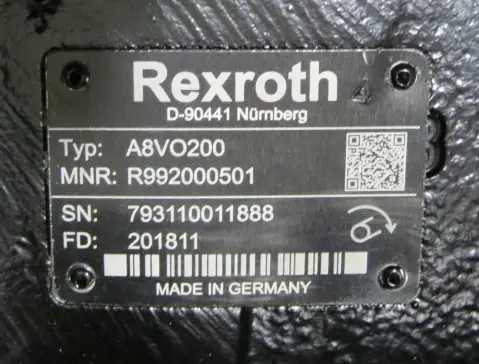 Rexroth
D-90441 Nürnberg
Typ: A8VO200
MNR: R992000501
SN: 793110011888
FD: 201811
MADE IN GERMANY